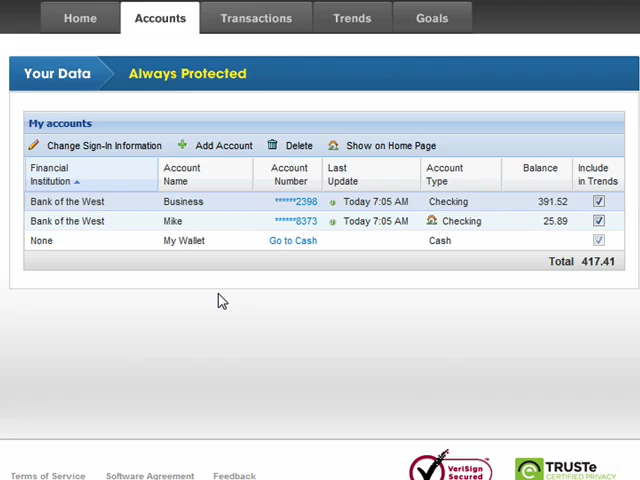 Home Accounts Transactions Trends Goals
Your Data Always Protected
My accounts
Change Sign-In Information Add Account Delete Show on Home Page
Financial Institution Account Name Account Number Last Update Account Type Balance Include in Trends
Bank of the West Business ******2398 Today 7:05 AM Checking 391.52
Bank of the West Mike ******8373 Today 7:05 AM Checking 25.89
None My Wallet Go to Cash Cash
Total 417.41
Terms of Service Software Agreement Feedback
VeriSign Secured
TRUSTe
CERTIFIED PRIVACY